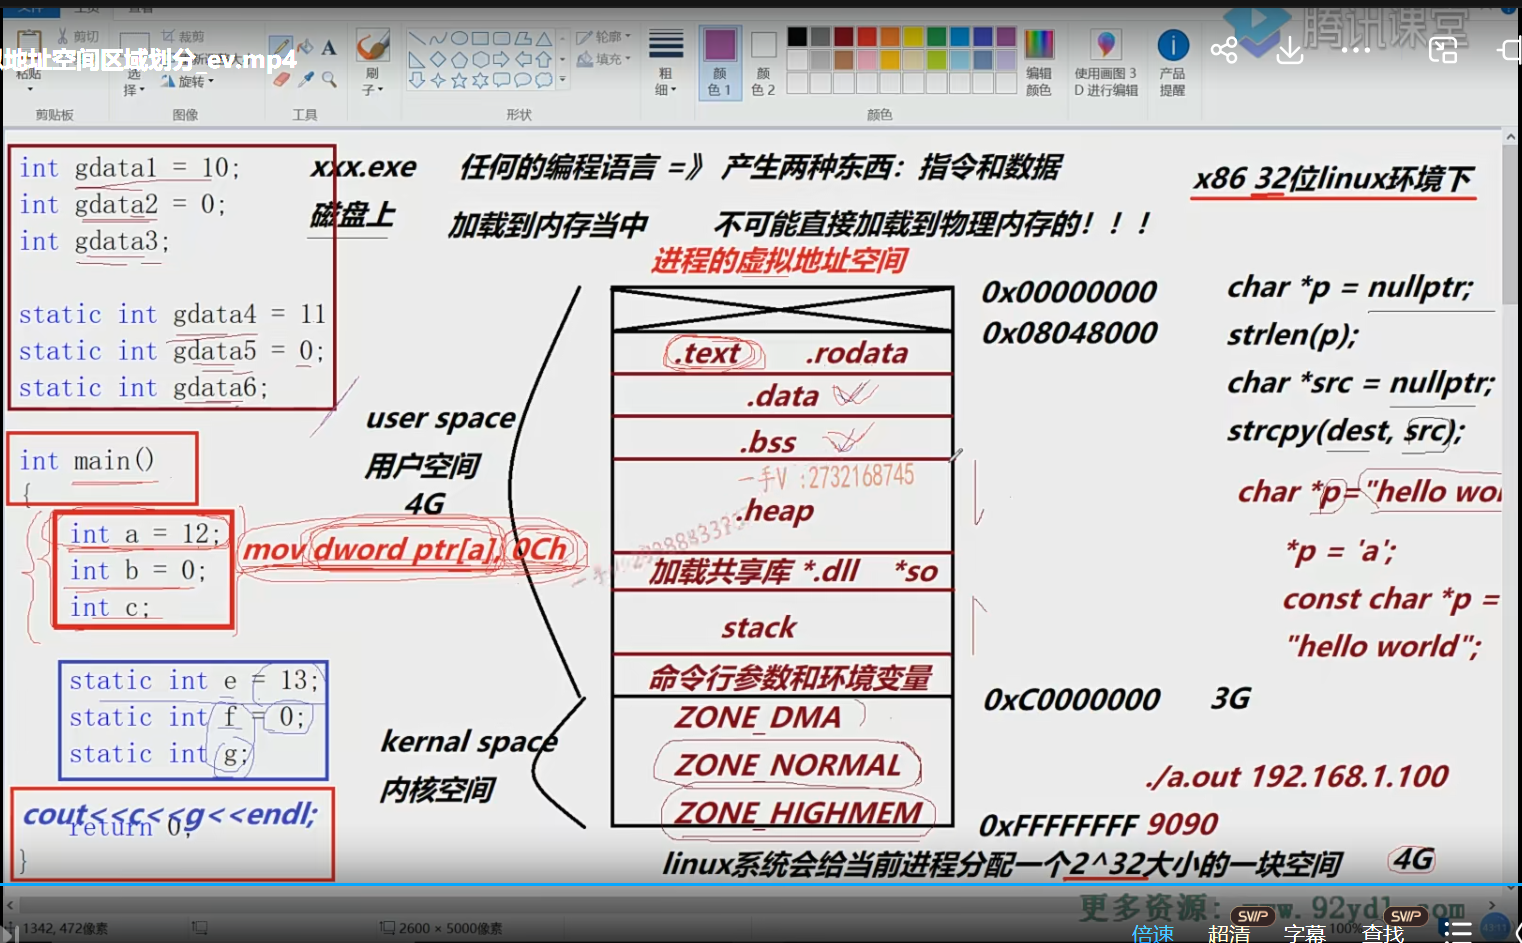 文件
主页
查看
剪切
裁剪
粘贴
选
择
旋转
A
刷
子
轮廓
填充
粗
细
颜
色 1
颜
色 2
编辑
颜色
使用画图 3
D 进行编辑
产品
提醒
剪贴板
图像
工具
形状
颜色
腾讯课堂
地址空间区域划分_ev.mp4
int gdata1 = 10;
int gdata2 = 0;
int gdata3;
static int gdata4 = 11
static int gdata5 = 0;
static int gdata6;
int main()
{
int a = 12;
int b = 0;
int c;
mov dword ptr[a], 0Ch
static int e = 13;
static int f = 0;
static int g;
cout<<c<<g<<endl;
return 0;
}
xxx.exe
磁盘上
任何的编程语言 =》 产生两种东西：指令和数据
加载到内存当中
不可能直接加载到物理内存的！！！
x86 32位linux环境下
进程的虚拟地址空间
0x00000000
0x08048000
.text .rodata
.data
.bss
一手V :2732168745
.heap
加载共享库 *.dll *so
stack
命令行参数和环境变量
ZONE_DMA
ZONE_NORMAL
ZONE_HIGHMEM
user space
用户空间
4G
kernal space
内核空间
0xC0000000 3G
0xFFFFFFFF
linux系统会给当前进程分配一个2^32大小的一块空间 4G
char *p = nullptr;
strlen(p);
char *src = nullptr;
strcpy(dest, src);
char *p="hello wor
*p = 'a';
const char *p =
"hello world";
./a.out 192.168.1.100
9090
1342, 472像素
2600 × 5000像素
100%
倍速
SWP
超清
字幕
SWP
查找